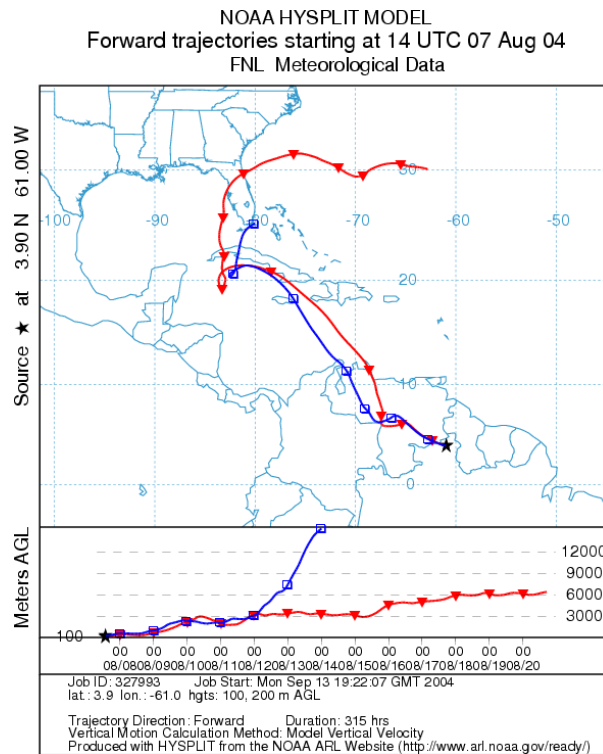 NOAA HYSPLIT MODEL
Forward trajectories starting at 14 UTC 07 Aug 04
FNL Meteorological Data
Source ★ at 3.90 N 61.00 W
-100
-90
-80
-70
-60
-50
30
20
10
0
Meters AGL
100
12000
9000
6000
3000
00 00 00 00 00 00 00 00 00 00 00 00 00
08/08 08/09 08/10 08/11 08/12 08/13 08/14 08/15 08/16 08/17 08/18 08/19 08/20
Job ID: 327993 Job Start: Mon Sep 13 19:22:07 GMT 2004
lat.: 3.9 lon.: -61.0 hgts: 100, 200 m AGL
Trajectory Direction: Forward Duration: 315 hrs
Vertical Motion Calculation Method: Model Vertical Velocity
Produced with HYSPLIT from the NOAA ARL Website (http://www.arl.noaa.gov/ready/)